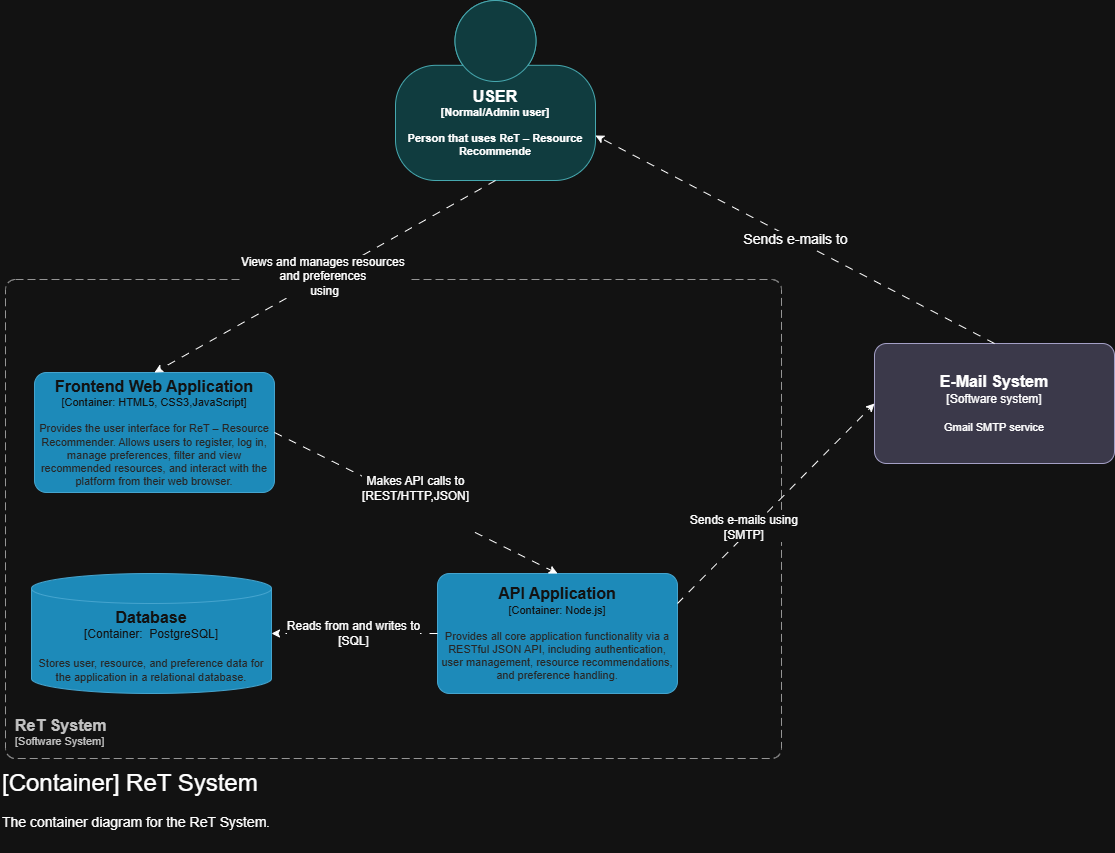 USER
[Normal/Admin user]
Person that uses ReT – Resource
Recommende
Sends e-mails to
Views and manages resources
and preferences
using
Frontend Web Application
[Container: HTML5, CSS3,JavaScript]
Provides the user interface for ReT – Resource
Recommender. Allows users to register, log in,
manage preferences, filter and view
recommended resources, and interact with the
platform from their web browser.
E-Mail System
[Software system]
Gmail SMTP service
Makes API calls to
[REST/HTTP,JSON]
Sends e-mails using
[SMTP]
Database
[Container:  PostgreSQL]
Stores user, resource, and preference data for
the application in a relational database.
Reads from and writes to
[SQL]
API Application
[Container: Node.js]
Provides all core application functionality via a
RESTful JSON API, including authentication,
user management, resource recommendations,
and preference handling.
ReT System
[Software System]
[Container] ReT System
The container diagram for the ReT System.